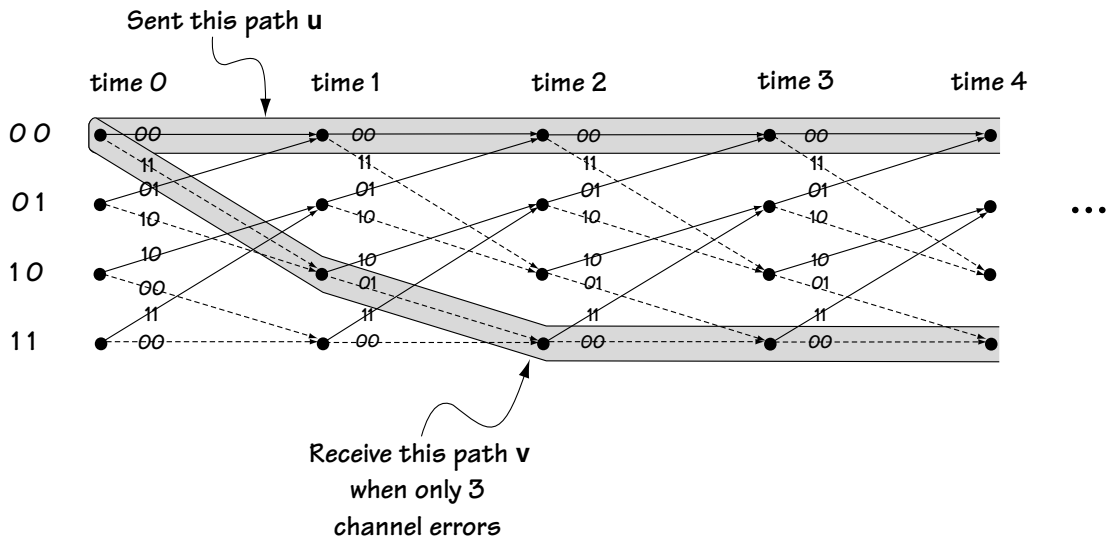 Sent this path u
time 0 time 1 time 2 time 3 time 4
0 0 00 00 00 00
11 11 11 11
01 01 01 01
0 1
10 10 10 10
...
10 10 10 10
1 0
00 01 01 01
11 11 11 11
1 1 00 00 00 00
Receive this path v
when only 3
channel errors